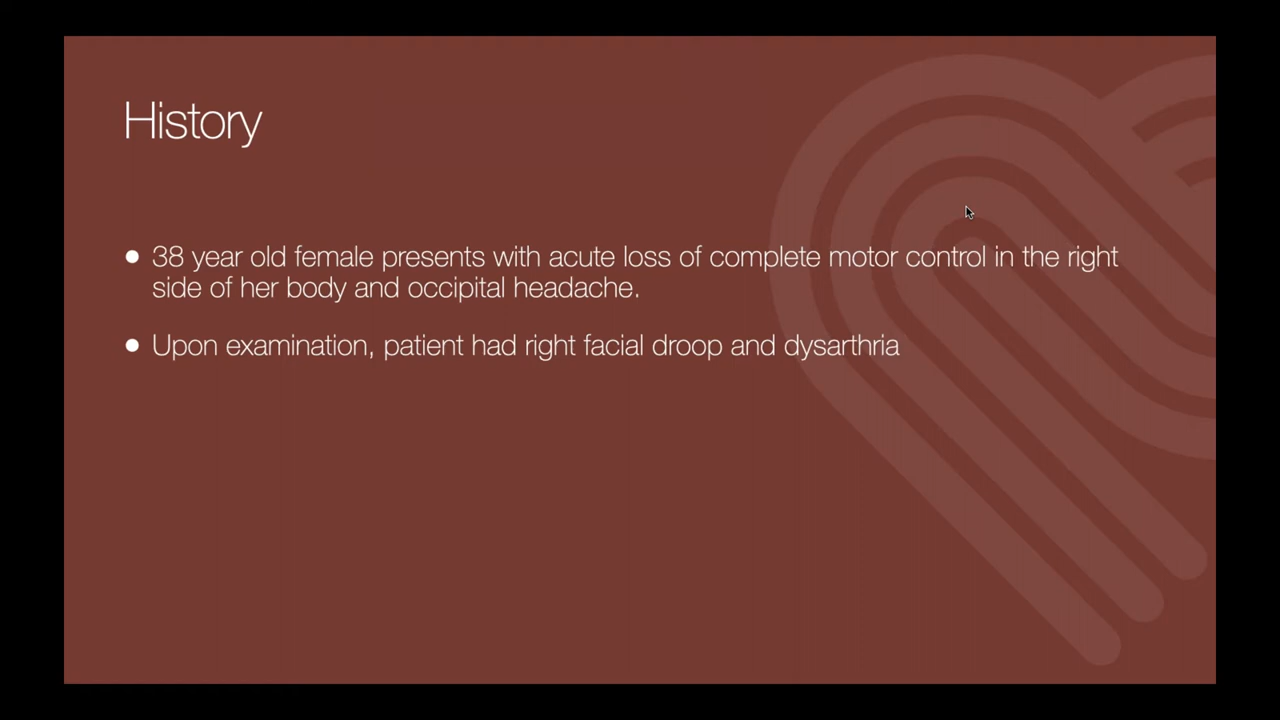 History
● 38 year old female presents with acute loss of complete motor control in the right
side of her body and occipital headache.
● Upon examination, patient had right facial droop and dysarthria